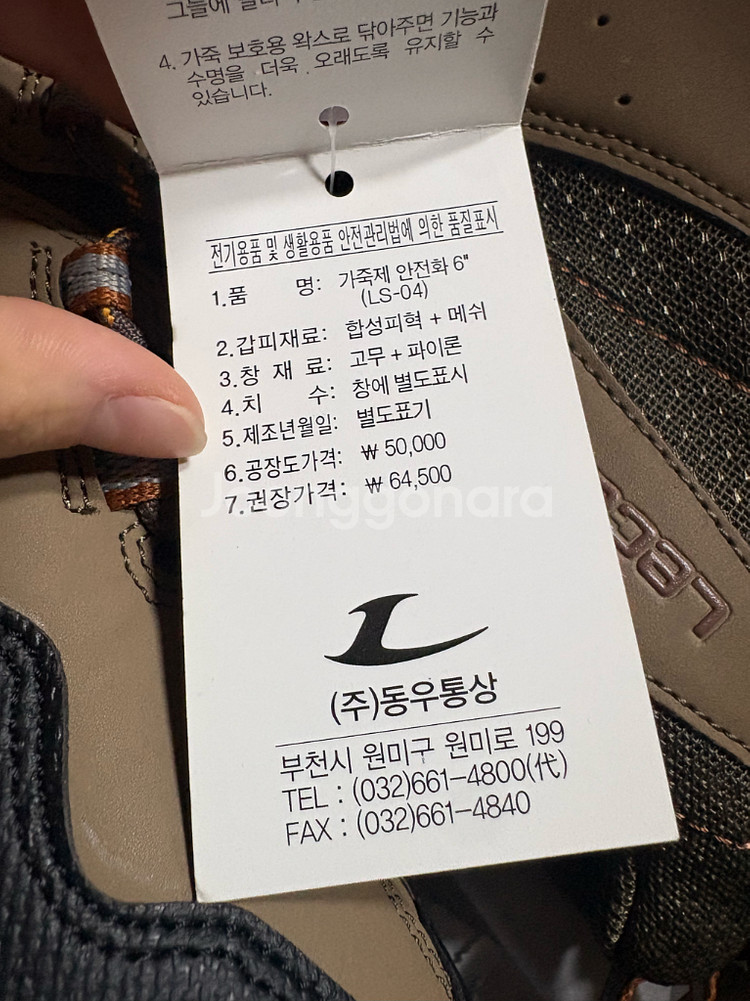 4. 가죽 보호용 왁스로 닦아주면 기능과
수명을 더욱 . 오래도록 유지할 수
있습니다.
전기용품 및 생활용품 안전관리법에 의한 품질표시
1.품 명: 가죽제 안전화 6"
(LS-04)
2.갑피재료: 합성피혁 + 메쉬
3.창 재 료: 고무 + 파이론
4.치 수: 창에 별도표시
5.제조년월일: 별도표기
6.공장도가격: ₩ 50,000
7.권장가격: ₩ 64,500
Joonggonara
(주)동우통상
부천시 원미구 원미로 199
TEL : (032)661-4800(代)
FAX : (032)661-4840